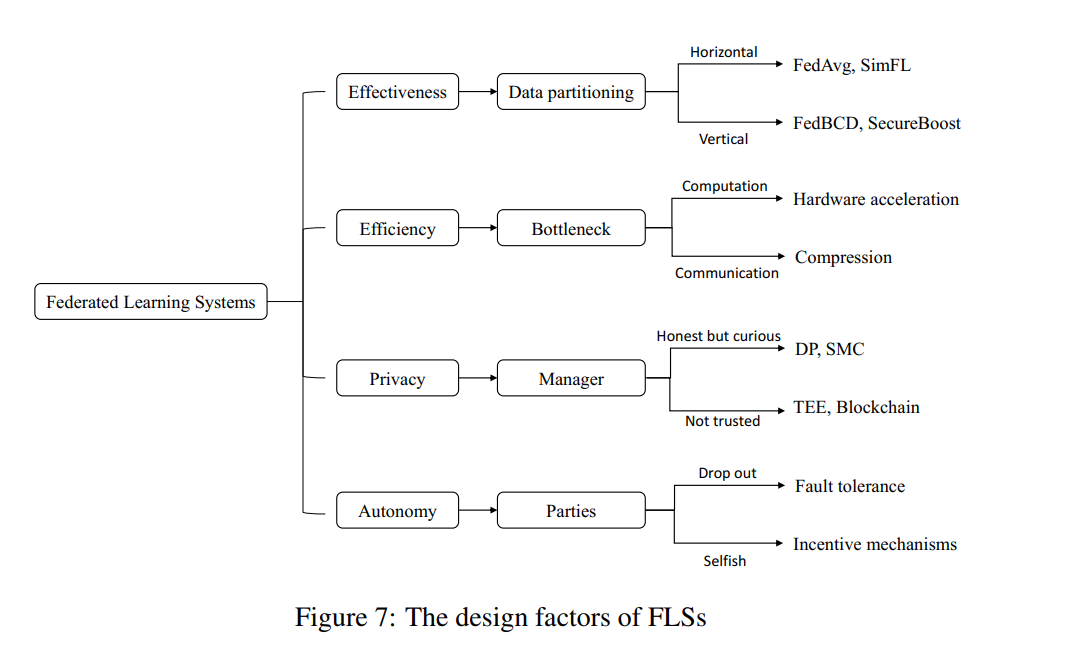 Horizontal
FedAvg, SimFL
Effectiveness
Data partitioning
FedBCD, SecureBoost
Vertical
Computation
Hardware acceleration
Efficiency
Bottleneck
Compression
Communication
Federated Learning Systems
Honest but curious
DP, SMC
Privacy
Manager
TEE, Blockchain
Not trusted
Drop out
Fault tolerance
Autonomy
Parties
Incentive mechanisms
Selfish
Figure 7: The design factors of FLSs